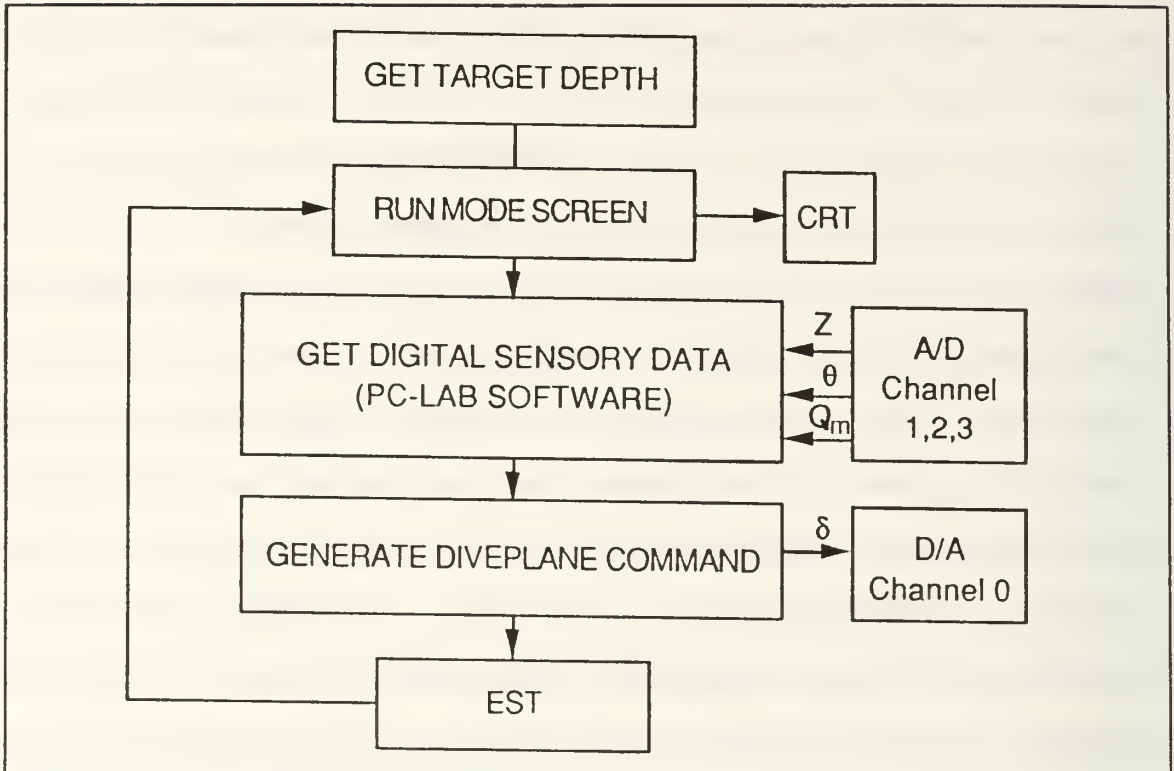 GET TARGET DEPTH
RUN MODE SCREEN
CRT
GET DIGITAL SENSORY DATA
(PC-LAB SOFTWARE)
Z
θ
Qm
A/D
Channel
1,2,3
GENERATE DIVEPLANE COMMAND
δ
D/A
Channel 0
EST